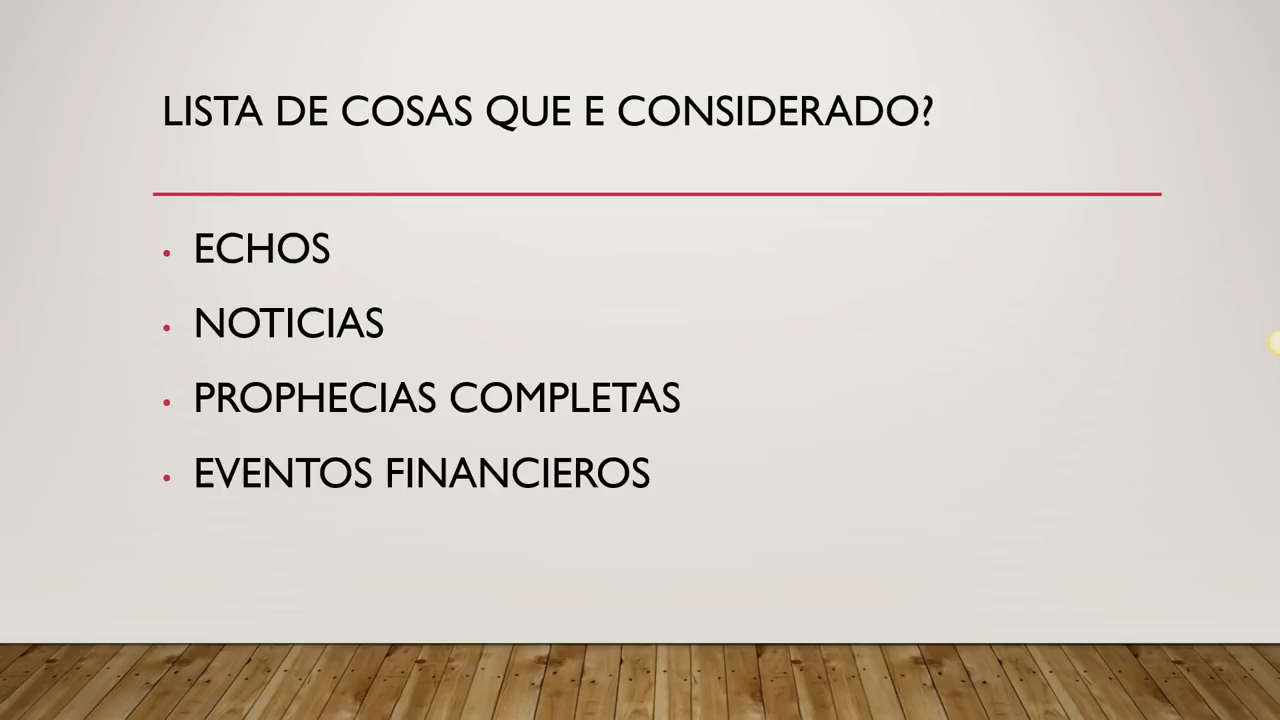 LISTA DE COSAS QUE E CONSIDERADO?
• ECHOS
• NOTICIAS
• PROPHECIAS COMPLETAS
• EVENTOS FINANCIEROS